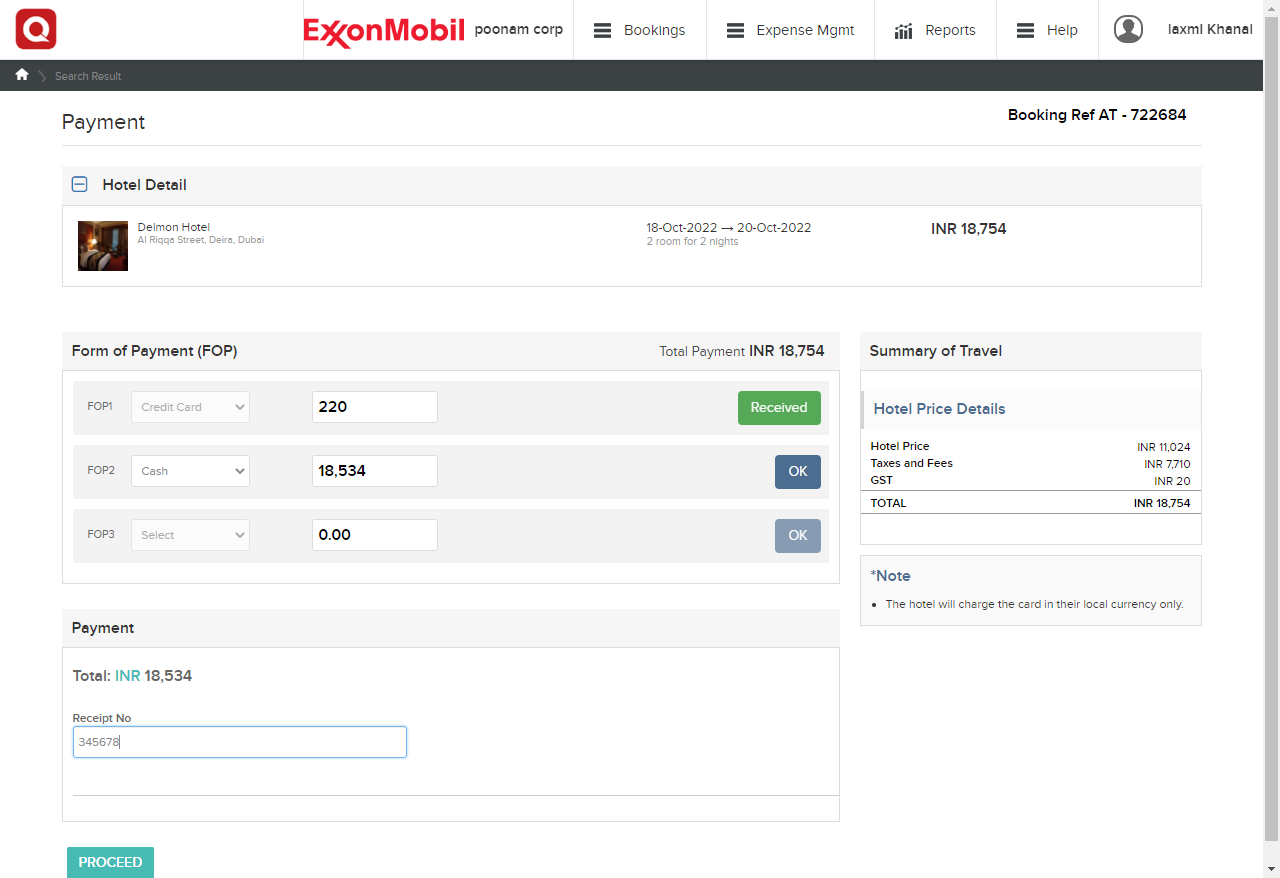 Q ExxonMobil poonam corp Bookings Expense Mgmt Reports Help laxmi Khanal
Search Result
Payment Booking Ref AT - 722684
Hotel Detail
Delmon Hotel 18-Oct-2022 → 20-Oct-2022 INR 18,754
Al Riqqa Street, Deira, Dubai 2 room for 2 nights
Form of Payment (FOP) Total Payment INR 18,754
FOP1 Credit Card 220 Received
FOP2 Cash 18,534 OK
FOP3 Select 0.00 OK
Summary of Travel
Hotel Price Details
Hotel Price INR 11,024
Taxes and Fees INR 7,710
GST INR 20
TOTAL INR 18,754
*Note
• The hotel will charge the card in their local currency only.
Payment
Total: INR 18,534
Receipt No
345678
PROCEED